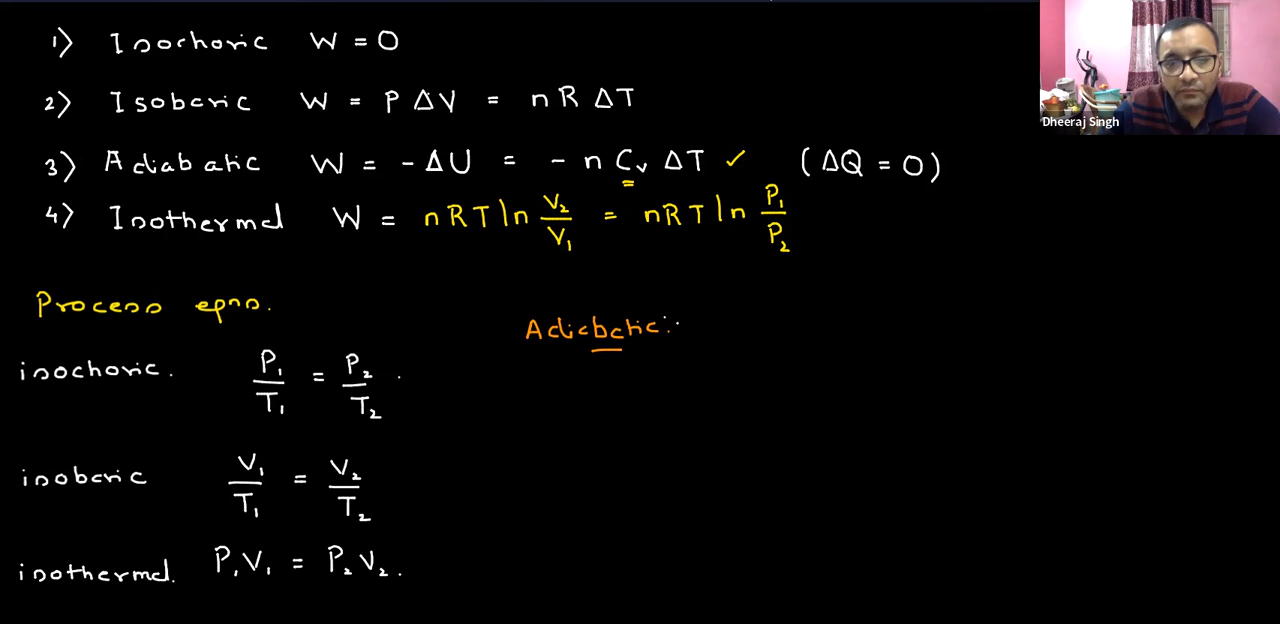 1) Isochoric W = 0
2) Isobaric W = P ΔV = n R ΔT
3) Adiabatic W = - ΔU = - n Cv ΔT ✓ (ΔQ = 0)
4) Isothermal W = nRT ln V₂/V₁ = nRT ln P₁/P₂
Process eqns.
isochoric. P₁/T₁ = P₂/T₂ .
isobaric V₁/T₁ = V₂/T₂
isothermal. P₁V₁ = P₂V₂.
Adiabatic:
Dheeraj Singh